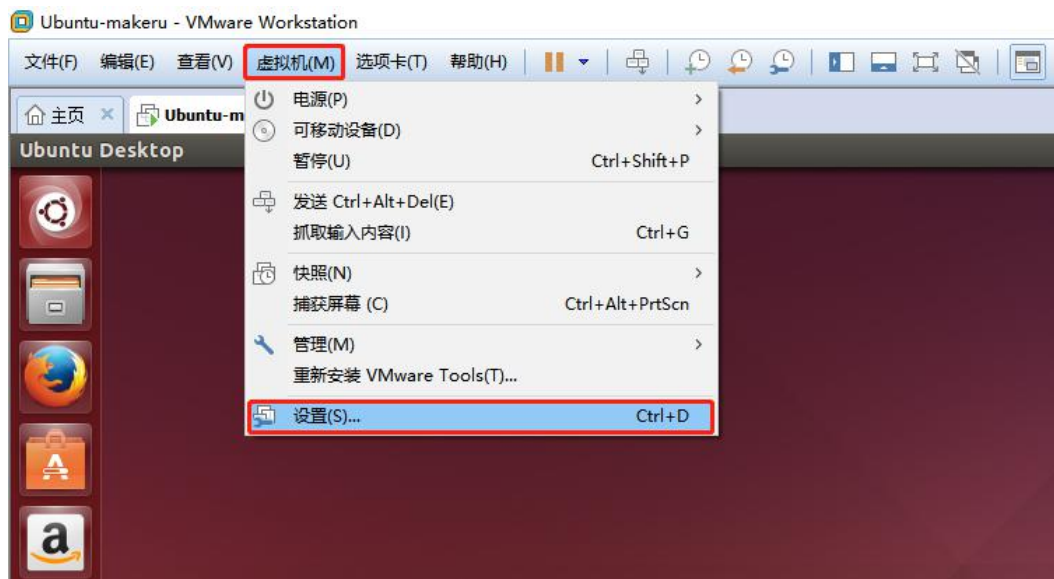 Ubuntu-makeru - VMware Workstation
文件(F) 编辑(E) 查看(V) 虚拟机(M) 选项卡(T) 帮助(H)
主页 Ubuntu-m
电源(P)
可移动设备(D)
Ubuntu Desktop
暂停(U) Ctrl+Shift+P
发送 Ctrl+Alt+Del(E)
抓取输入内容(I) Ctrl+G
快照(N)
捕获屏幕 (C) Ctrl+Alt+PrtScn
管理(M)
重新安装 VMware Tools(T)...
设置(S)... Ctrl+D
A
a